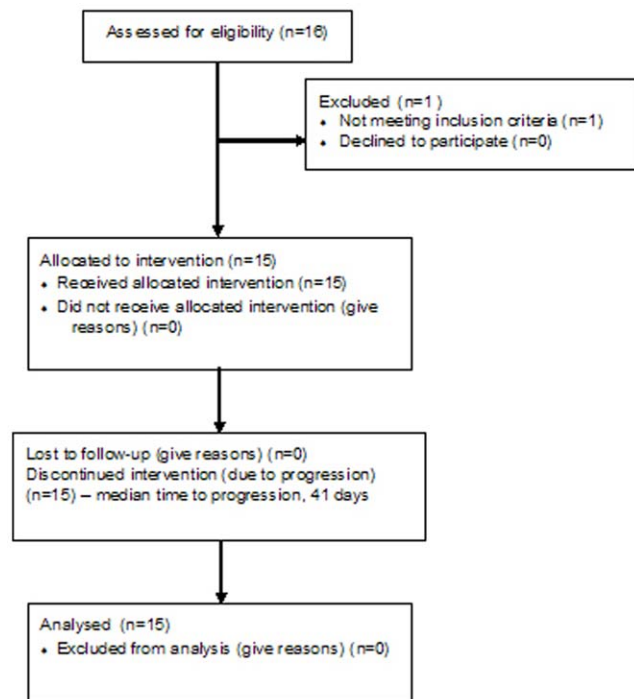 Assessed for eligibility (n=16)
Excluded (n=1 )
• Not meeting inclusion criteria (n=1)
• Declined to participate (n=0)
Allocated to intervention (n=15)
• Received allocated intervention (n=15)
• Did not receive allocated intervention (give
reasons) (n=0)
Lost to follow-up (give reasons) (n=0)
Discontinued intervention (due to progression)
(n=15) – median time to progression, 41 days
Analysed (n=15)
• Excluded from analysis (give reasons) (n=0)